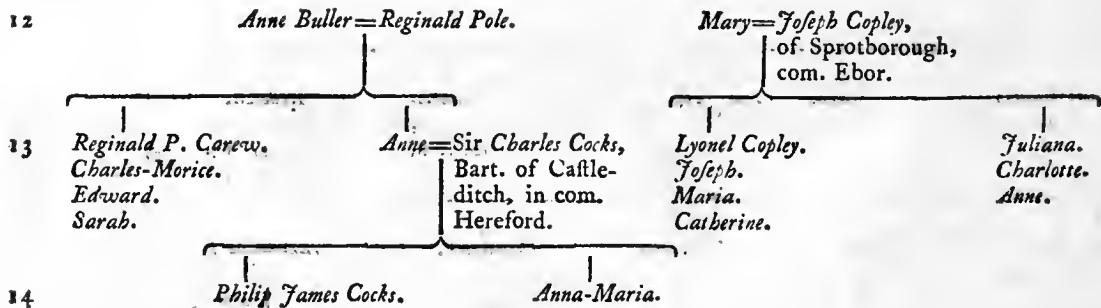 12 Anne Buller=Reginald Pole. Mary=Joſeph Copley,
of Sprotborough,
com. Ebor.
13 Reginald P. Carew. Anne=Sir Charles Cocks, Lyonel Copley. Juliana.
Charles-Morice. Bart. of Caſtle- Joſeph. Charlotte.
Edward. ditch, in com. Maria. Anne.
Sarah. Hereford. Catherine.
14 Philip James Cocks. Anna-Maria.